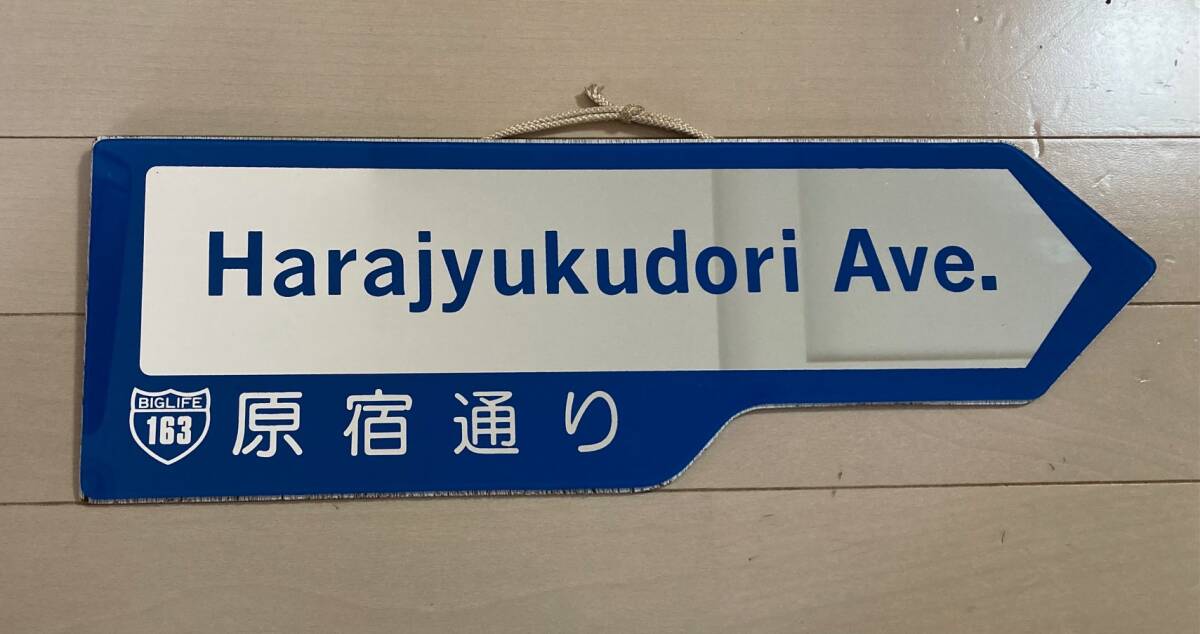 Harajyukudori Ave.
BIGLIFE
163
原宿通り